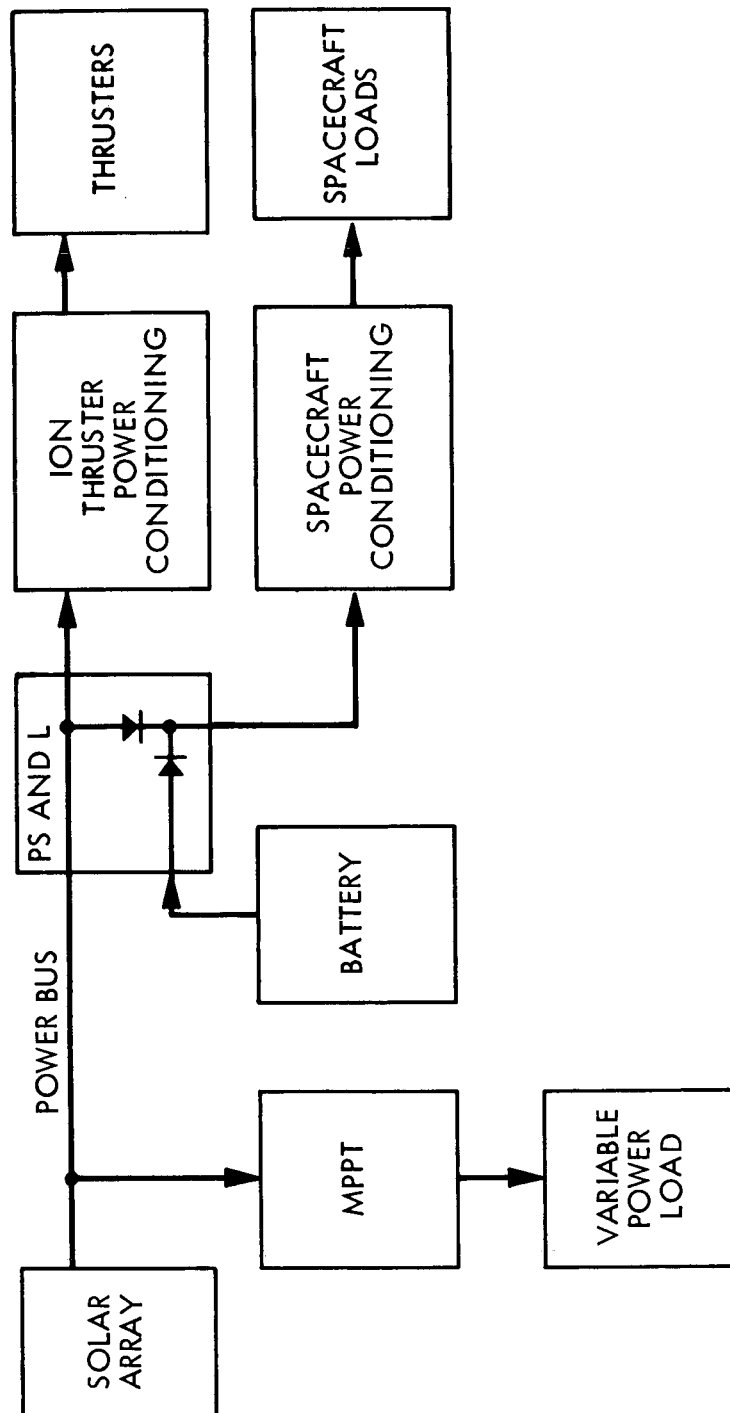 SOLAR
ARRAY
POWER BUS
PS AND L
ION
THRUSTER
POWER
CONDITIONING
THRUSTERS
MPPT
BATTERY
SPACECRAFT
POWER
CONDITIONING
SPACECRAFT
LOADS
VARIABLE
POWER
LOAD